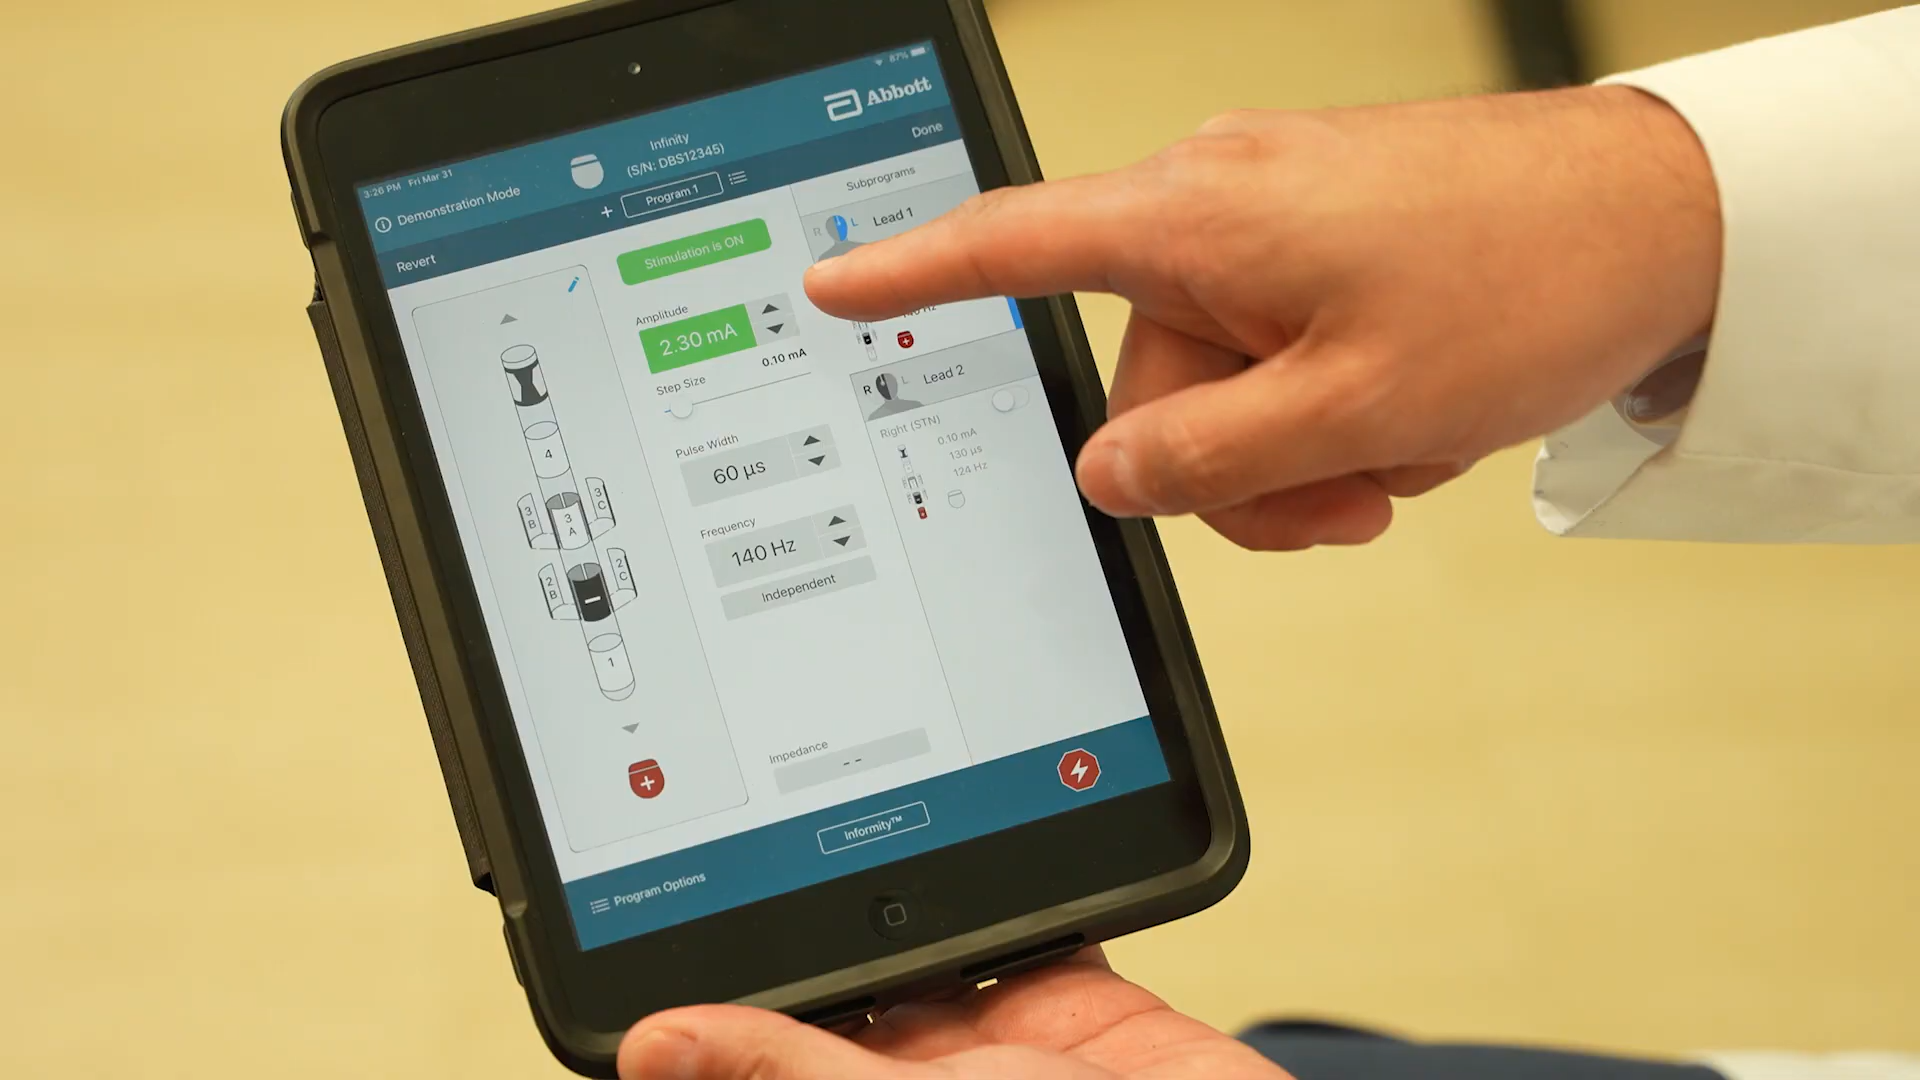 3:26 PM Fri Mar 31
87%
Abbott
Demonstration Mode
Infinity
(S/N: DBS12345)
Done
Revert
+ Program 1
Stimulation is ON
Amplitude
2.30 mA
Step Size
0.10 mA
Pulse Width
60 µs
Frequency
140 Hz
Independent
Impedance
--
4
3 B
3 A
3 C
2 B
2 C
1
Subprograms
R L Lead 1
140 Hz
R L Lead 2
Right (STN)
0.10 mA
130 µs
124 Hz
Informity™
Program Options